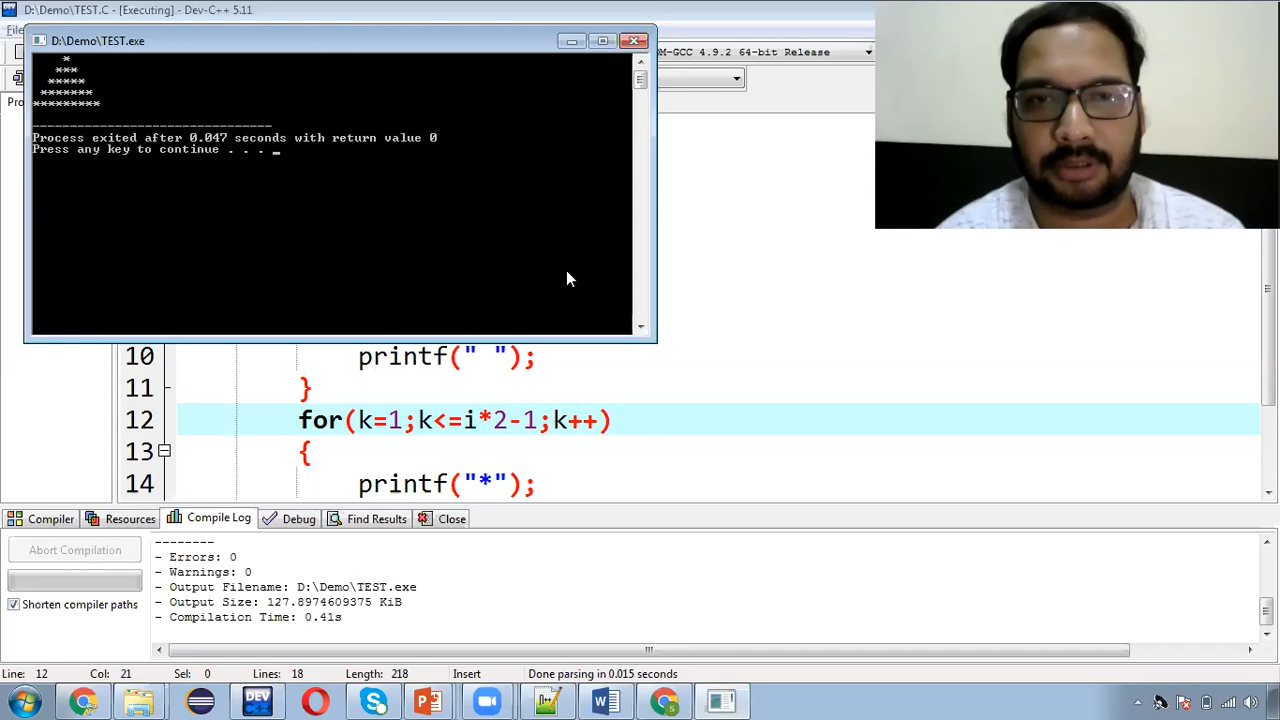 D:\Demo\TEST.C - [Executing] - Dev-C++ 5.11
D:\Demo\TEST.exe
*
***
*****
*******
*********
--------------------------------
Process exited after 0.047 seconds with return value 0
Press any key to continue . . . _
M-GCC 4.9.2 64-bit Release
10 printf(" ");
11 }
12 for(k=1;k<=i*2-1;k++)
13 {
14 printf("*");
Compiler Resources Compile Log Debug Find Results Close
Abort Compilation
Shorten compiler paths
--------
- Errors: 0
- Warnings: 0
- Output Filename: D:\Demo\TEST.exe
- Output Size: 127.8974609375 KiB
- Compilation Time: 0.41s
Line: 12 Col: 21 Sel: 0 Lines: 18 Length: 218 Insert Done parsing in 0.015 seconds
DEV